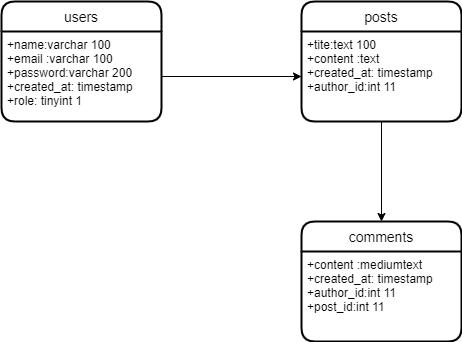 users
+name:varchar 100
+email :varchar 100
+password:varchar 200
+created_at: timestamp
+role: tinyint 1
posts
+tite:text 100
+content :text
+created_at: timestamp
+author_id:int 11
comments
+content :mediumtext
+created_at: timestamp
+author_id:int 11
+post_id:int 11